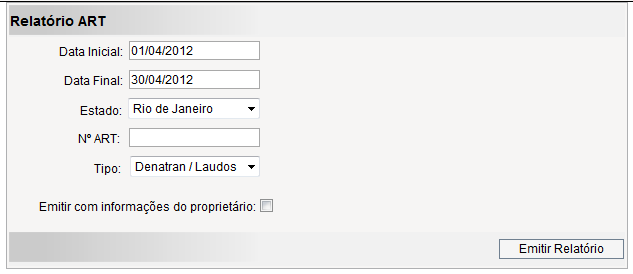 Relatório ART
Data Inicial: 01/04/2012
Data Final: 30/04/2012
Estado: Rio de Janeiro
Nº ART:
Tipo: Denatran / Laudos
Emitir com informações do proprietário:
Emitir Relatório